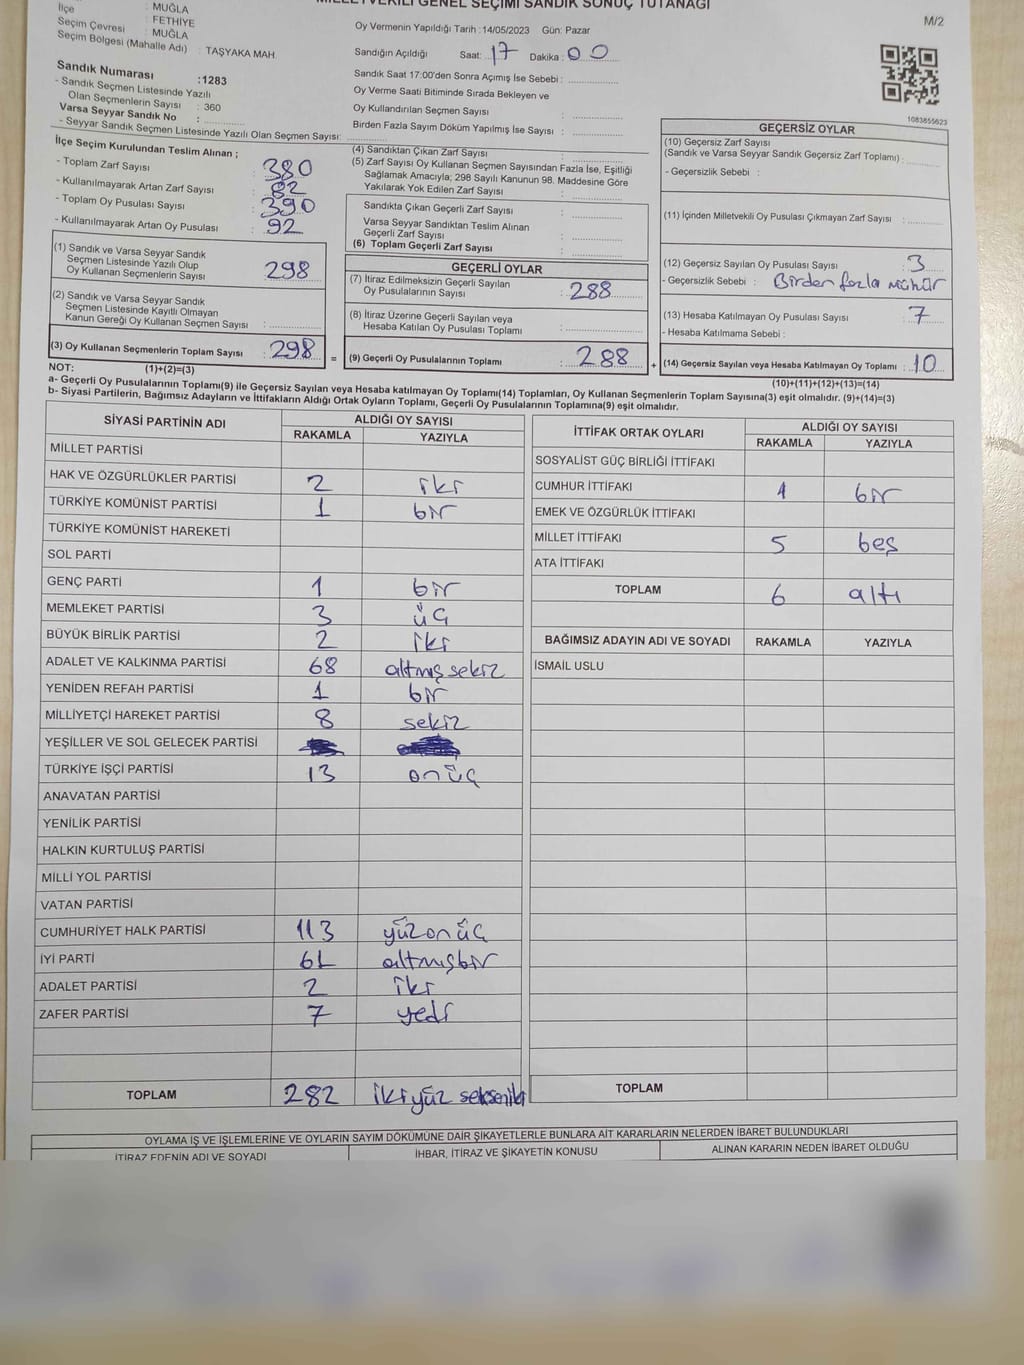 MİLLETVEKİLİ GENEL SEÇİMİ SANDIK SONUÇ TUTANAĞI
M/2
: MUĞLA
İlçe : FETHİYE
Seçim Çevresi : MUĞLA
Seçim Bölgesi (Mahalle Adı) : TAŞYAKA MAH.
Oy Vermenin Yapıldığı Tarih :14/05/2023 Gün: Pazar
Sandığın Açıldığı Saat: 17 Dakika: 00
Sandık Saat 17:00'den Sonra Açımış İse Sebebi :
Oy Verme Saati Bitiminde Sırada Bekleyen ve
Oy Kullandırılan Seçmen Sayısı :
Birden Fazla Sayım Döküm Yapılmış İse Sayısı :
Sandık Numarası :1283
- Sandık Seçmen Listesinde Yazılı
Olan Seçmenlerin Sayısı : 360
Varsa Seyyar Sandık No :
- Seyyar Sandık Seçmen Listesinde Yazılı Olan Seçmen Sayısı:
1083855623
İlçe Seçim Kurulundan Teslim Alınan ;
- Toplam Zarf Sayısı : 380
- Kullanılmayarak Artan Zarf Sayısı : 82
- Toplam Oy Pusulası Sayısı : 390
- Kullanılmayarak Artan Oy Pusulası : 92
(1) Sandık ve Varsa Seyyar Sandık
Seçmen Listesinde Yazılı Olup
Oy Kullanan Seçmenlerin Sayısı : 298
(2) Sandık ve Varsa Seyyar Sandık
Seçmen Listesinde Kayıtlı Olmayan
Kanun Gereği Oy Kullanan Seçmen Sayısı :
(3) Oy Kullanan Seçmenlerin Toplam Sayısı : 298 =
(4) Sandıktan Çıkan Zarf Sayısı :
(5) Zarf Sayısı Oy Kullanan Seçmen Sayısından Fazla İse, Eşitliği
Sağlamak Amacıyla; 298 Sayılı Kanunun 98. Maddesine Göre
Yakılarak Yok Edilen Zarf Sayısı :
Sandıkta Çıkan Geçerli Zarf Sayısı :
Varsa Seyyar Sandıktan Teslim Alınan
Geçerli Zarf Sayısı :
(6) Toplam Geçerli Zarf Sayısı :
GEÇERLİ OYLAR
(7) İtiraz Edilmeksizin Geçerli Sayılan
Oy Pusulalarının Sayısı : 288
(8) İtiraz Üzerine Geçerli Sayılan veya
Hesaba Katılan Oy Pusulası Toplamı :
(9) Geçerli Oy Pusulalarının Toplamı : 288 +
GEÇERSİZ OYLAR
(10) Geçersiz Zarf Sayısı
(Sandık ve Varsa Seyyar Sandık Geçersiz Zarf Toplamı) :
- Geçersizlik Sebebi :
(11) İçinden Milletvekili Oy Pusulası Çıkmayan Zarf Sayısı :
(12) Geçersiz Sayılan Oy Pusulası Sayısı : 3
- Geçersizlik Sebebi : Birden fazla mühür
(13) Hesaba Katılmayan Oy Pusulası Sayısı : 7
- Hesaba Katılmama Sebebi :
(14) Geçersiz Sayılan veya Hesaba Katılmayan Oy Toplamı : 10
NOT: (1)+(2)=(3)
(10)+(11)+(12)+(13)=(14)
a- Geçerli Oy Pusulalarının Toplamı(9) ile Geçersiz Sayılan veya Hesaba katılmayan Oy Toplamı(14) Toplamları, Oy Kullanan Seçmenlerin Toplam Sayısına(3) eşit olmalıdır. (9)+(14)=(3)
b- Siyasi Partilerin, Bağımsız Adayların ve İttifakların Aldığı Ortak Oyların Toplamı, Geçerli Oy Pusulalarının Toplamına(9) eşit olmalıdır.
SİYASİ PARTİNİN ADI ALDIĞI OY SAYISI
RAKAMLA YAZIYLA
MİLLET PARTİSİ
HAK VE ÖZGÜRLÜKLER PARTİSİ 2 iki
TÜRKİYE KOMÜNİST PARTİSİ 1 bir
TÜRKİYE KOMÜNİST HAREKETİ
SOL PARTİ
GENÇ PARTİ 1 bir
MEMLEKET PARTİSİ 3 üç
BÜYÜK BİRLİK PARTİSİ 2 iki
ADALET VE KALKINMA PARTİSİ 68 altmış sekiz
YENİDEN REFAH PARTİSİ 1 bir
MİLLİYETÇİ HAREKET PARTİSİ 8 sekiz
YEŞİLLER VE SOL GELECEK PARTİSİ
TÜRKİYE İŞÇİ PARTİSİ 13 onüç
ANAVATAN PARTİSİ
YENİLİK PARTİSİ
HALKIN KURTULUŞ PARTİSİ
MİLLİ YOL PARTİSİ
VATAN PARTİSİ
CUMHURİYET HALK PARTİSİ 113 yüzonüç
İYİ PARTİ 61 altmışbir
ADALET PARTİSİ 2 iki
ZAFER PARTİSİ 7 yedi
TOPLAM 282 ikiyüz sekseniki
İTTİFAK ORTAK OYLARI ALDIĞI OY SAYISI
RAKAMLA YAZIYLA
SOSYALİST GÜÇ BİRLİĞİ İTTİFAKI
CUMHUR İTTİFAKI 1 bir
EMEK VE ÖZGÜRLÜK İTTİFAKI
MİLLET İTTİFAKI 5 beş
ATA İTTİFAKI
TOPLAM 6 altı
BAĞIMSIZ ADAYIN ADI VE SOYADI RAKAMLA YAZIYLA
İSMAİL USLU
TOPLAM
OYLAMA İŞ VE İŞLEMLERİNE VE OYLARIN SAYIM DÖKÜMÜNE DAİR ŞİKAYETLERLE BUNLARA AİT KARARLARIN NELERDEN İBARET BULUNDUKLARI
İTİRAZ EDENİN ADI VE SOYADI İHBAR, İTİRAZ VE ŞİKAYETİN KONUSU ALINAN KARARIN NEDEN İBARET OLDUĞU